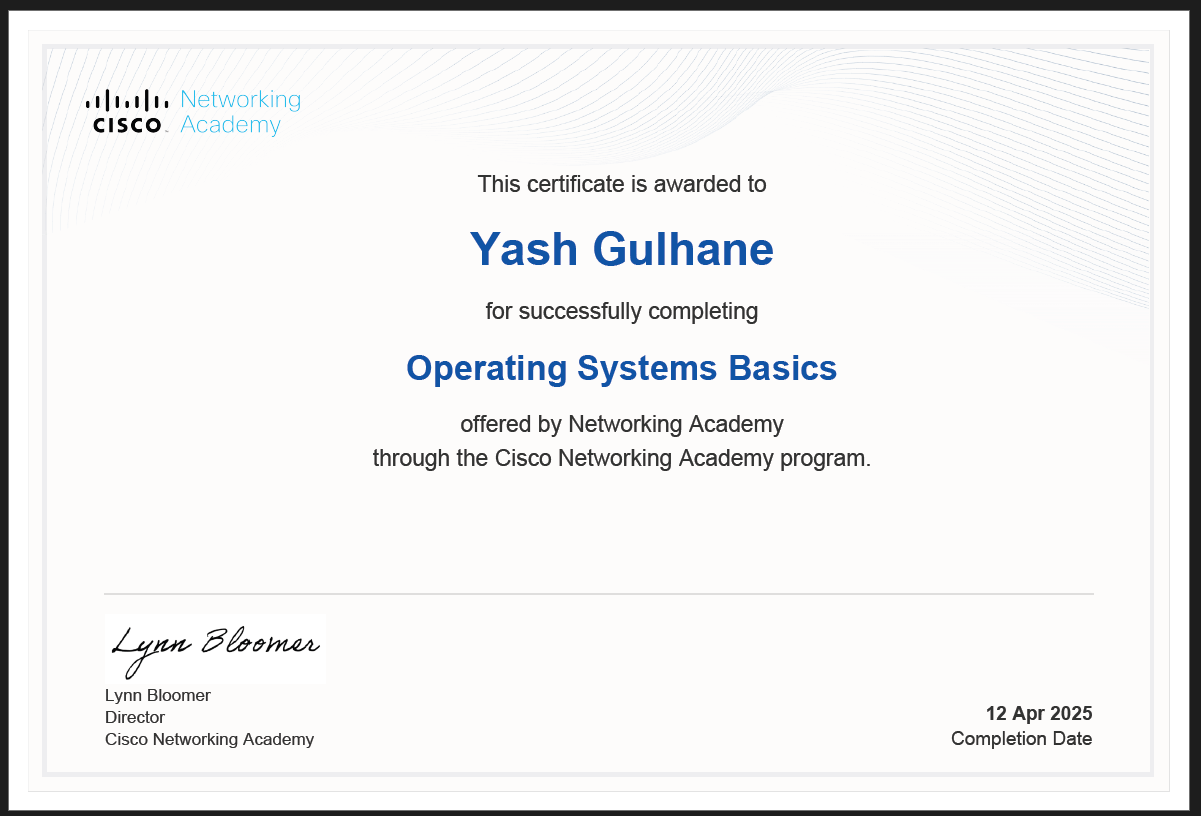 Networking
CISCO Academy
This certificate is awarded to
Yash Gulhane
for successfully completing
Operating Systems Basics
offered by Networking Academy
through the Cisco Networking Academy program.
Lynn Bloomer
Lynn Bloomer
Director
Cisco Networking Academy
12 Apr 2025
Completion Date